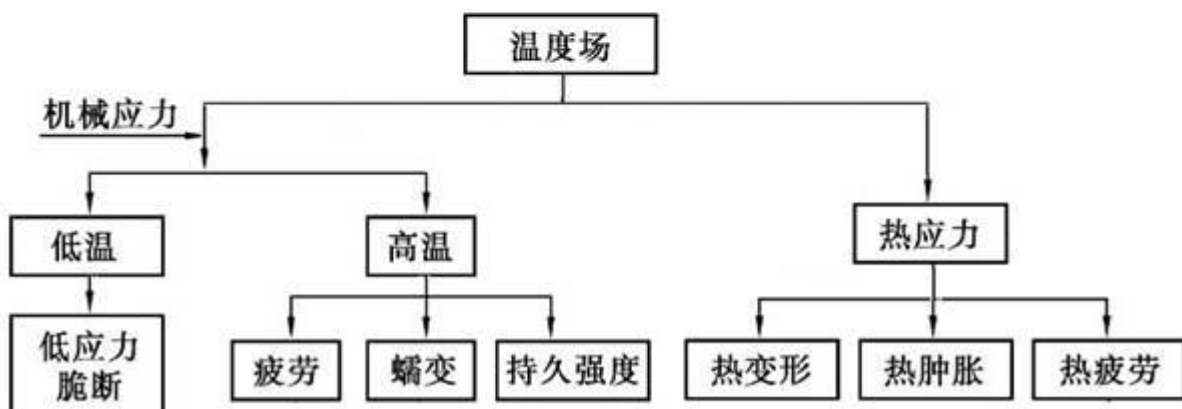 温度场
机械应力
低温
高温
热应力
低应力
脆断
疲劳
蠕变
持久强度
热变形
热肿胀
热疲劳